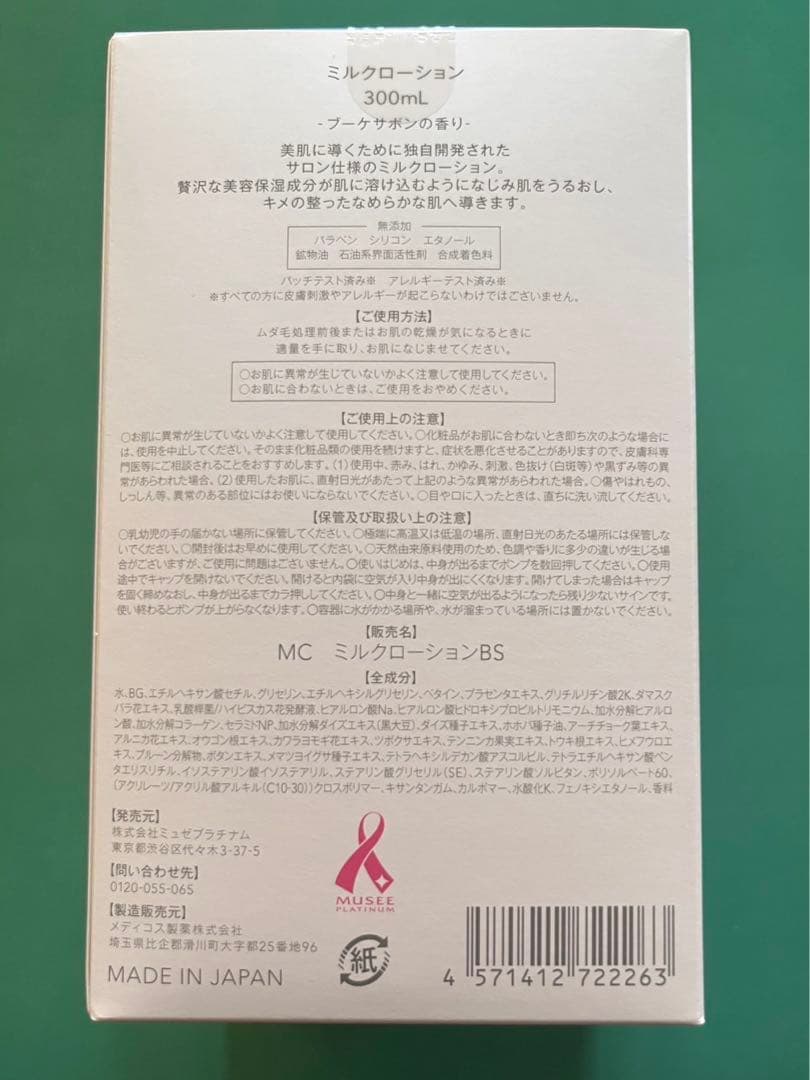 ミルクローション
300mL
-ブーケサボンの香り-
美肌に導くために独自開発された
サロン仕様のミルクローション。
贅沢な美容保湿成分が肌に溶け込むようになじみ肌をうるおし、
キメの整ったなめらかな肌へ導きます。
無添加
パラベン シリコン エタノール
鉱物油 石油系界面活性剤 合成着色料
パッチテスト済み※ アレルギーテスト済み※
※すべての方に皮膚刺激やアレルギーが起こらないわけではございません。
【ご使用方法】
ムダ毛処理前後またはお肌の乾燥が気になるときに
適量を手に取り、お肌になじませてください。
○お肌に異常が生じていないかよく注意して使用してください。
○お肌に合わないときは、ご使用をおやめください。
【ご使用上の注意】
○お肌に異常が生じていないかよく注意して使用してください。○化粧品がお肌に合わないとき即ち次のような場合に
は、使用を中止してください。そのまま化粧品類の使用を続けますと、症状を悪化させることがありますので、皮膚科専
門医等にご相談されることをおすすめします。(1)使用中、赤み、はれ、かゆみ、刺激、色抜け(白斑等)や黒ずみ等の異
常があらわれた場合。(2)使用したお肌に、直射日光があたって上記のような異常があらわれた場合。○傷やはれもの、
しっしん等、異常のある部位にはお使いにならないでください。○目や口に入ったときは、直ちに洗い流してください。
【保管及び取扱い上の注意】
○乳幼児の手の届かない場所に保管してください。○極端に高温又は低温の場所、直射日光のあたる場所には保管しな
いでください。○開封後はお早めに使用してください。○天然由来原料使用のため、色調や香りに多少の違いが生じる場
合がございますが、ご使用に問題はございません。○使いはじめは、中身が出るまでポンプを数回押してください。○使用
途中でキャップを開けないでください。開けると内袋に空気が入り中身が出にくくなります。開けてしまった場合はキャップ
を固く締めなおし、中身が出るまでカラ押ししてください。○中身と一緒に空気が出るようになったら残り少ないサインです。
使い終わるとポンプが上がらなくなります。○容器に水がかかる場所や、水が溜まっている場所には置かないでください。
【販売名】
MC ミルクローションBS
【全成分】
水、BG、エチルヘキサン酸セチル、グリセリン、エチルヘキシルグリセリン、ベタイン、プラセンタエキス、グリチルリチン酸2K、ダマスク
バラ花エキス、乳酸桿菌/ハイビスカス花発酵液、ヒアルロン酸Na、ヒアルロン酸ヒドロキシプロピルトリモニウム、加水分解ヒアルロ
ン酸、加水分解コラーゲン、セラミドNP、加水分解ダイズエキス(黒大豆)、ダイズ種子エキス、ホホバ種子油、アーチチョーク葉エキス、
アルニカ花エキス、オウゴン根エキス、カワラヨモギ花エキス、ツボクサエキス、テンニンカ果実エキス、トウキ根エキス、ヒメフウロエ
キス、プルーン分解物、ボタンエキス、メマツヨイグサ種子エキス、テトラヘキシルデカン酸アスコルビル、テトラエチルヘキサン酸ペン
タエリスリチル、イソステアリン酸イソステアリル、ステアリン酸グリセリル(SE)、ステアリン酸ソルビタン、ポリソルベート60、
(アクリレーツ/アクリル酸アルキル(C10-30))クロスポリマー、キサンタンガム、カルボマー、水酸化K、フェノキシエタノール、香料
【発売元】
株式会社ミュゼプラチナム
東京都渋谷区代々木3-37-5
【問い合わせ先】
0120-055-065
【製造販売元】
メディコス製薬株式会社
埼玉県比企郡滑川町大字都25番地96
MADE IN JAPAN
MUSEE
PLATINUM
紙
4 571412 722263